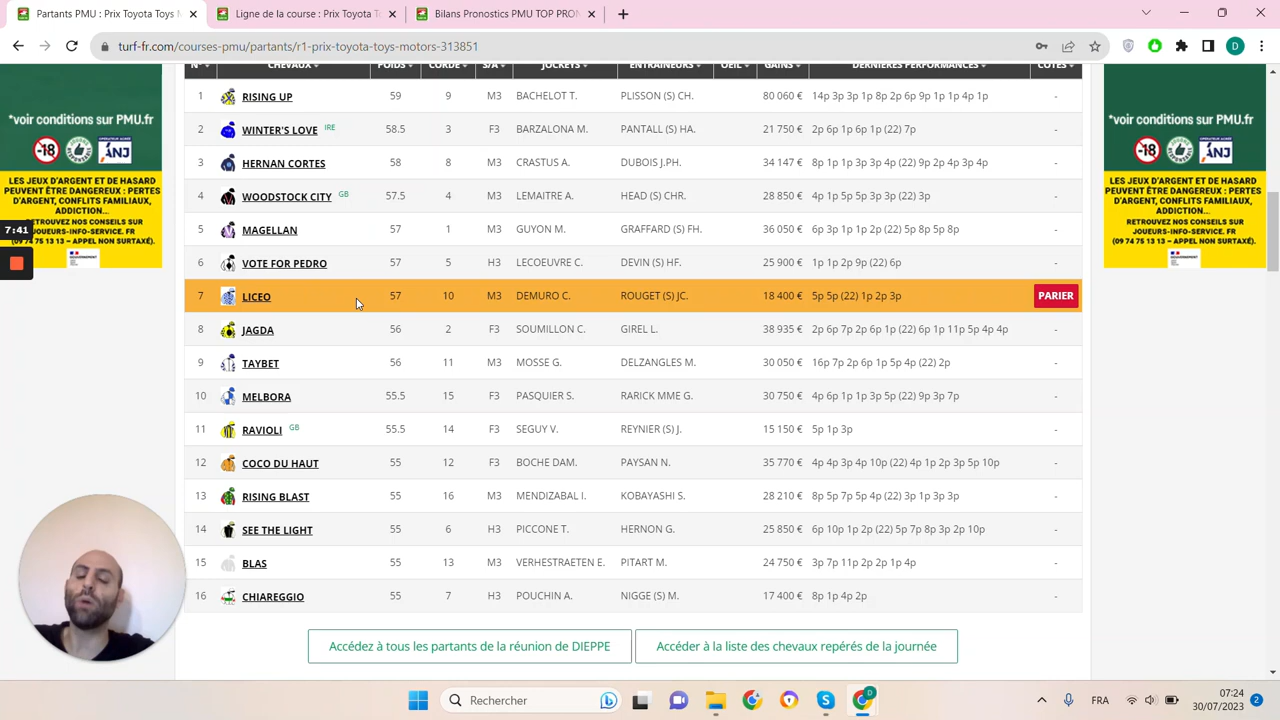 Partants PMU - Prix Toyota Toys M
Ligne de la course : Prix Toyota Te
Bilans Pronostics PMU TOP PRON
turf-fr.com/courses-pmu/partants/r1-prix-toyota-toys-motors-313851
D
N° CHEVAUX POIDS CORDE S/A JOCKEYS ENTRAINEURS OEIL GAINS DERNIÈRES PERFORMANCES COTES
1 RISING UP 59 9 M3 BACHELOT T. PLISSON (S) CH. 80 060 € 14p 3p 3p 1p 8p 2p 6p 9p 1p 1p 4p 1p -
2 WINTER'S LOVE IRE 58.5 3 F3 BARZALONA M. PANTALL (S) HA. 21 750 € 2p 6p 1p 6p 1p (22) 7p -
3 HERNAN CORTES 58 8 M3 CRASTUS A. DUBOIS J.PH. 34 147 € 8p 1p 1p 3p 3p 4p (22) 9p 2p 4p 3p 4p -
4 WOODSTOCK CITY GB 57.5 4 M3 LEMAITRE A. HEAD (S) CHR. 28 850 € 4p 1p 5p 5p 3p 3p (22) 3p -
5 MAGELLAN 57 7 M3 GUYON M. GRAFFARD (S) FH. 36 050 € 6p 3p 1p 1p 2p (22) 5p 8p 5p 8p -
6 VOTE FOR PEDRO 57 5 M3 LECOEUVRE C. DEVIN (S) HF. 25 900 € 1p 1p 2p 9p (22) 6p -
7 LICEO 57 10 M3 DEMURO C. ROUGET (S) JC. 18 400 € 5p 5p (22) 1p 2p 3p PARIER
8 JAGDA 56 2 F3 SOUMILLON C. GIREL L. 38 935 € 2p 6p 7p 2p 6p 1p (22) 6p 1p 11p 5p 4p 4p -
9 TAYBET 56 11 M3 MOSSE G. DELZANGLES M. 30 050 € 16p 7p 2p 6p 1p 5p 4p (22) 2p -
10 MELBORA 55.5 15 F3 PASQUIER S. RARICK MME G. 30 750 € 4p 6p 1p 1p 3p 5p (22) 9p 3p 7p -
11 RAVIOLI GB 55.5 14 F3 SEGUY V. REYNIER (S) J. 15 150 € 5p 1p 3p -
12 COCO DU HAUT 55 12 F3 BOCHE DAM. PAYSAN N. 35 770 € 4p 4p 3p 4p 10p (22) 4p 1p 2p 3p 5p 10p -
13 RISING BLAST 55 16 M3 MENDIZABAL I. KOBAYASHI S. 28 210 € 8p 5p 7p 5p 4p (22) 3p 1p 3p 3p -
14 SEE THE LIGHT 55 6 H3 PICCONE T. HERNON G. 25 850 € 6p 10p 1p 2p (22) 5p 7p 8p 3p 2p 10p -
15 BLAS 55 13 M3 VERHESTRAETEN E. PITART M. 24 750 € 3p 7p 11p 2p 2p 1p 4p -
16 CHIAREGGIO 55 7 H3 POUCHIN A. NIGGE (S) M. 17 400 € 8p 1p 4p 2p -
Accédez à tous les partants de la réunion de DIEPPE
Accéder à la liste des chevaux repérés de la journée
*voir conditions sur PMU.fr
-18 ANJ
LES JEUX D'ARGENT ET DE HASARD
PEUVENT ÊTRE DANGEREUX : PERTES
D'ARGENT, CONFLITS FAMILIAUX,
ADDICTION...
RETROUVEZ NOS CONSEILS SUR
JOUEURS-INFO-SERVICE. FR
(09 74 75 13 13 – APPEL NON SURTAXÉ)
7:41
*voir conditions sur PMU.fr
-18 ANJ
LES JEUX D'ARGENT ET DE HASARD
PEUVENT ÊTRE DANGEREUX : PERTES
D'ARGENT, CONFLITS FAMILIAUX,
ADDICTION...
RETROUVEZ NOS CONSEILS SUR
JOUEURS-INFO-SERVICE. FR
(09 74 75 13 13 – APPEL NON SURTAXÉ)
Rechercher
FRA
07:24
30/07/2023
2